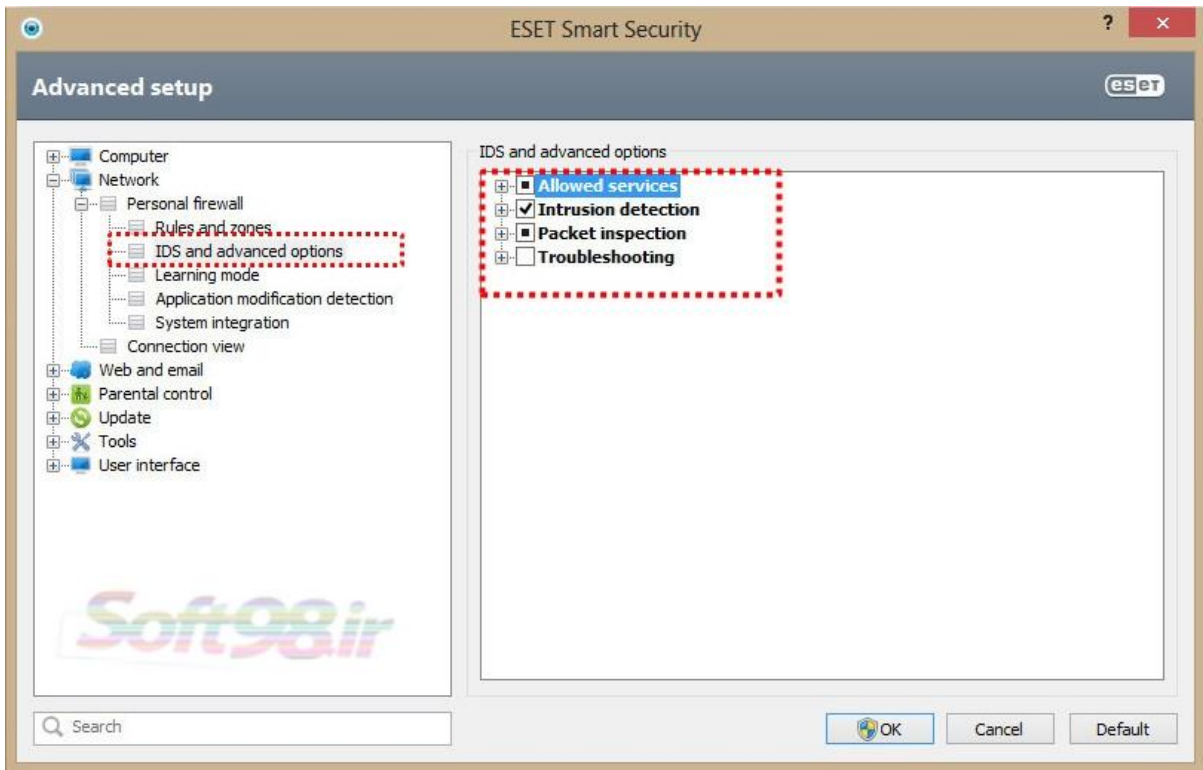 ESET Smart Security
?
Advanced setup
eset
Computer
Network
Personal firewall
Rules and zones
IDS and advanced options
Learning mode
Application modification detection
System integration
Connection view
Web and email
Parental control
Update
Tools
User interface
IDS and advanced options
Allowed services
Intrusion detection
Packet inspection
Troubleshooting
Soft98.ir
Search
OK Cancel Default